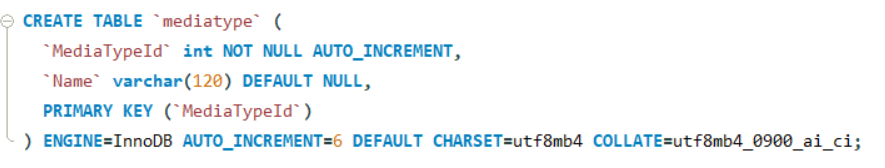 CREATE TABLE `mediatype` (
`MediaTypeId` int NOT NULL AUTO_INCREMENT,
`Name` varchar(120) DEFAULT NULL,
PRIMARY KEY (`MediaTypeId`)
) ENGINE=InnoDB AUTO_INCREMENT=6 DEFAULT CHARSET=utf8mb4 COLLATE=utf8mb4_0900_ai_ci;